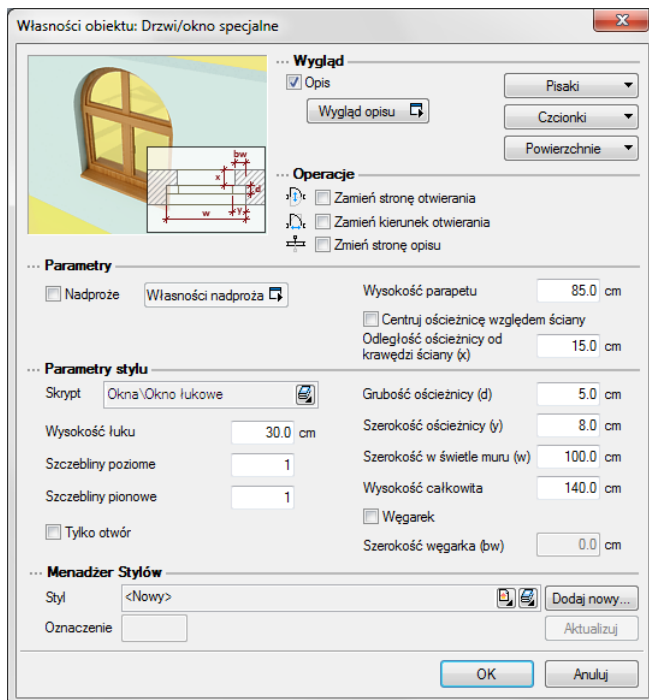 Własności obiektu: Drzwi/okno specjalne
bw
x
d
w
y
Wygląd
Opis
Wygląd opisu
Pisaki
Czcionki
Powierzchnie
Operacje
Zamień stronę otwierania
Zamień kierunek otwierania
Zmień stronę opisu
Parametry
Nadproże
Własności nadproża
Wysokość parapetu 85.0 cm
Centruj ościeżnicę względem ściany
Odległość ościeżnicy od
krawędzi ściany (x) 15.0 cm
Parametry stylu
Skrypt Okna\Okno łukowe
Wysokość łuku 30.0 cm
Szczebliny poziome 1
Szczebliny pionowe 1
Tylko otwór
Grubość ościeżnicy (d) 5.0 cm
Szerokość ościeżnicy (y) 8.0 cm
Szerokość w świetle muru (w) 100.0 cm
Wysokość całkowita 140.0 cm
Węgarek
Szerokość węgarka (bw) 0.0 cm
Menadżer Stylów
Styl <Nowy> Dodaj nowy...
Oznaczenie Aktualizuj
OK Anuluj